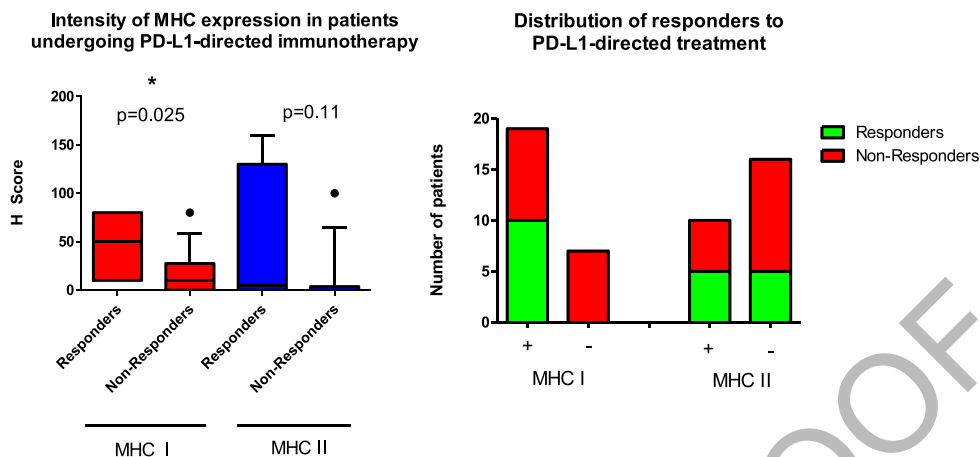 Intensity of MHC expression in patients
undergoing PD-L1-directed immunotherapy
*
p=0.025
p=0.11
200
150
100
50
0
H Score
Responders
Non-Responders
Responders
Non-Responders
MHC I
MHC II
Distribution of responders to
PD-L1-directed treatment
20
15
10
5
0
Number of patients
+
-
+
-
MHC I
MHC II
Responders
Non-Responders
OOF